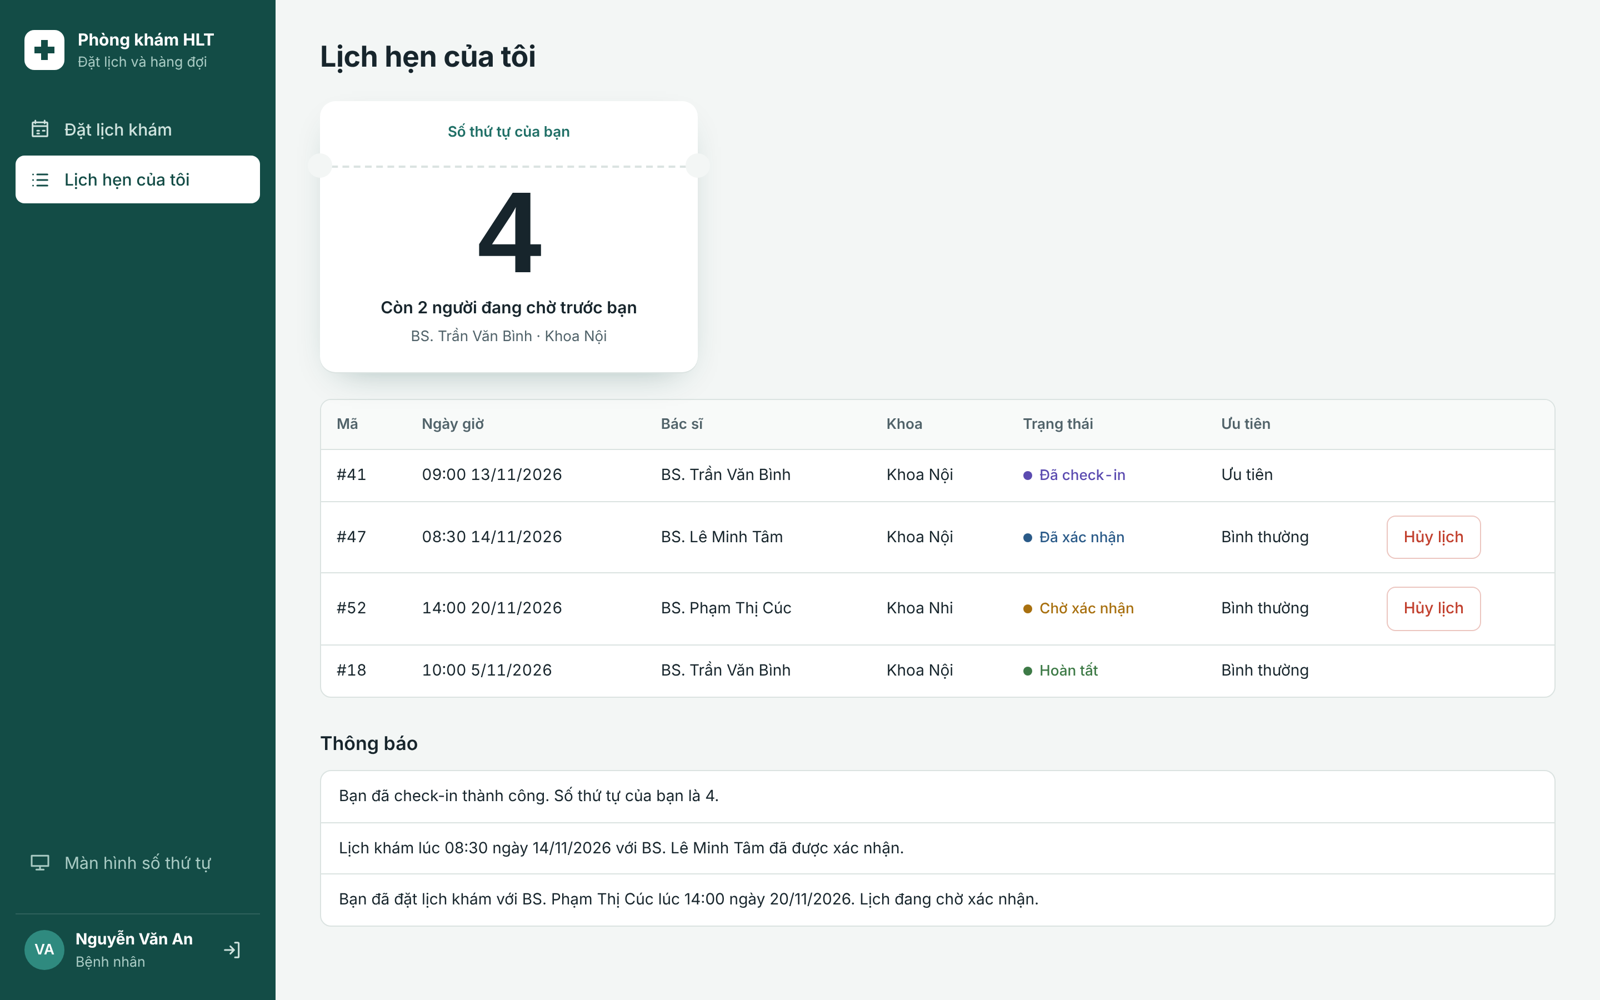 Phòng khám HLT
Đặt lịch và hàng đợi
Đặt lịch khám
Lịch hẹn của tôi
Màn hình số thứ tự
VA
Nguyễn Văn An
Bệnh nhân
Lịch hẹn của tôi
Số thứ tự của bạn
4
Còn 2 người đang chờ trước bạn
BS. Trần Văn Bình · Khoa Nội
Mã Ngày giờ Bác sĩ Khoa Trạng thái Ưu tiên
#41 09:00 13/11/2026 BS. Trần Văn Bình Khoa Nội Đã check-in Ưu tiên
#47 08:30 14/11/2026 BS. Lê Minh Tâm Khoa Nội Đã xác nhận Bình thường Hủy lịch
#52 14:00 20/11/2026 BS. Phạm Thị Cúc Khoa Nhi Chờ xác nhận Bình thường Hủy lịch
#18 10:00 5/11/2026 BS. Trần Văn Bình Khoa Nội Hoàn tất Bình thường
Thông báo
Bạn đã check-in thành công. Số thứ tự của bạn là 4.
Lịch khám lúc 08:30 ngày 14/11/2026 với BS. Lê Minh Tâm đã được xác nhận.
Bạn đã đặt lịch khám với BS. Phạm Thị Cúc lúc 14:00 ngày 20/11/2026. Lịch đang chờ xác nhận.